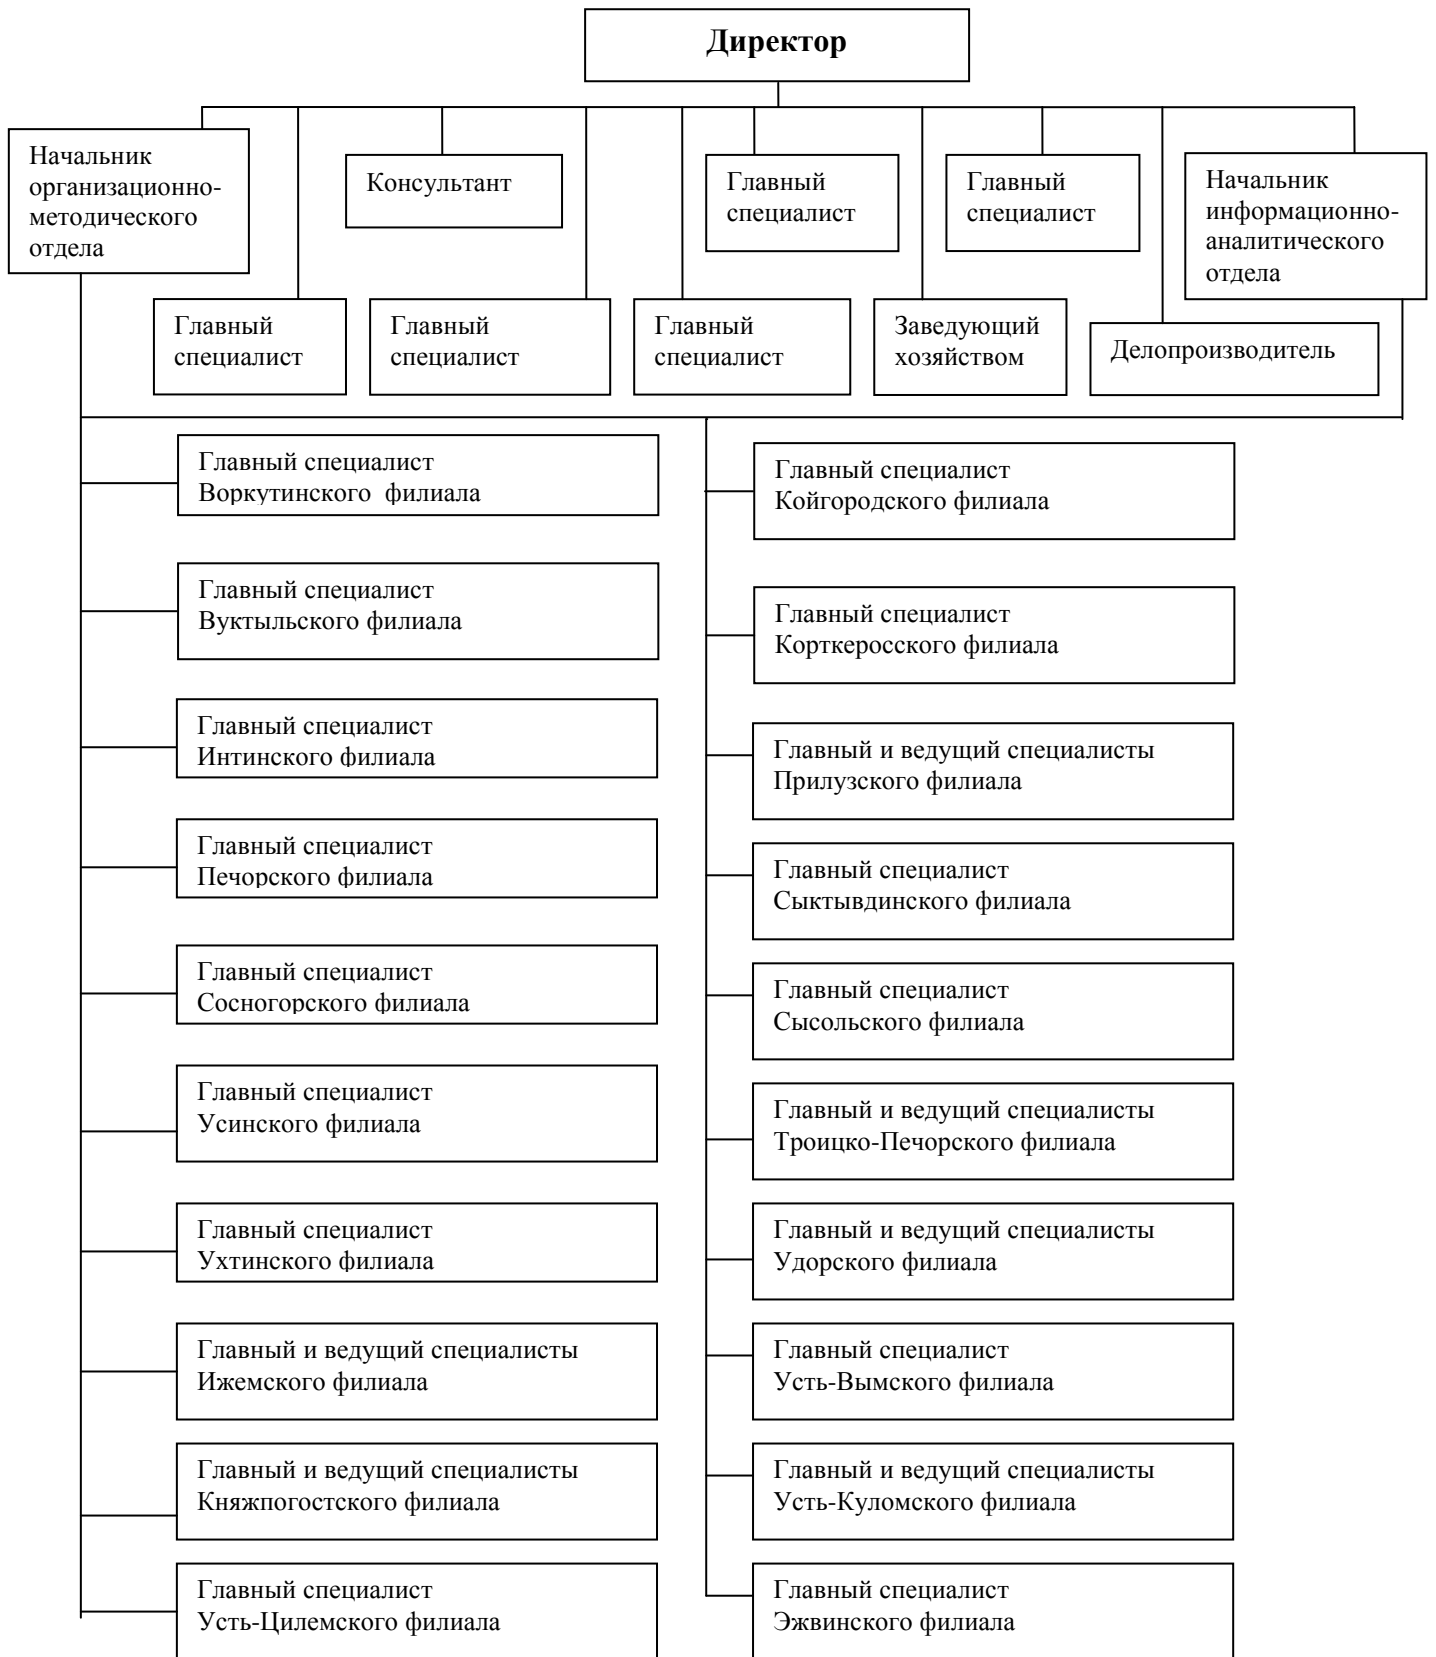 Директор
Начальник
организационно-
методического
отдела
Консультант
Главный
специалист
Главный
специалист
Начальник
информационно-
аналитического
отдела
Главный
специалист
Главный
специалист
Главный
специалист
Заведующий
хозяйством
Делопроизводитель
Главный специалист
Воркутинского филиала
Главный специалист
Вуктыльского филиала
Главный специалист
Интинского филиала
Главный специалист
Печорского филиала
Главный специалист
Сосногорского филиала
Главный специалист
Усинского филиала
Главный специалист
Ухтинского филиала
Главный и ведущий специалисты
Ижемского филиала
Главный и ведущий специалисты
Княжпогостского филиала
Главный специалист
Усть-Цилемского филиала
Главный специалист
Койгородского филиала
Главный специалист
Корткеросского филиала
Главный и ведущий специалисты
Прилузского филиала
Главный специалист
Сыктывдинского филиала
Главный специалист
Сысольского филиала
Главный и ведущий специалисты
Троицко-Печорского филиала
Главный и ведущий специалисты
Удорского филиала
Главный специалист
Усть-Вымского филиала
Главный и ведущий специалисты
Усть-Куломского филиала
Главный специалист
Эжвинского филиала